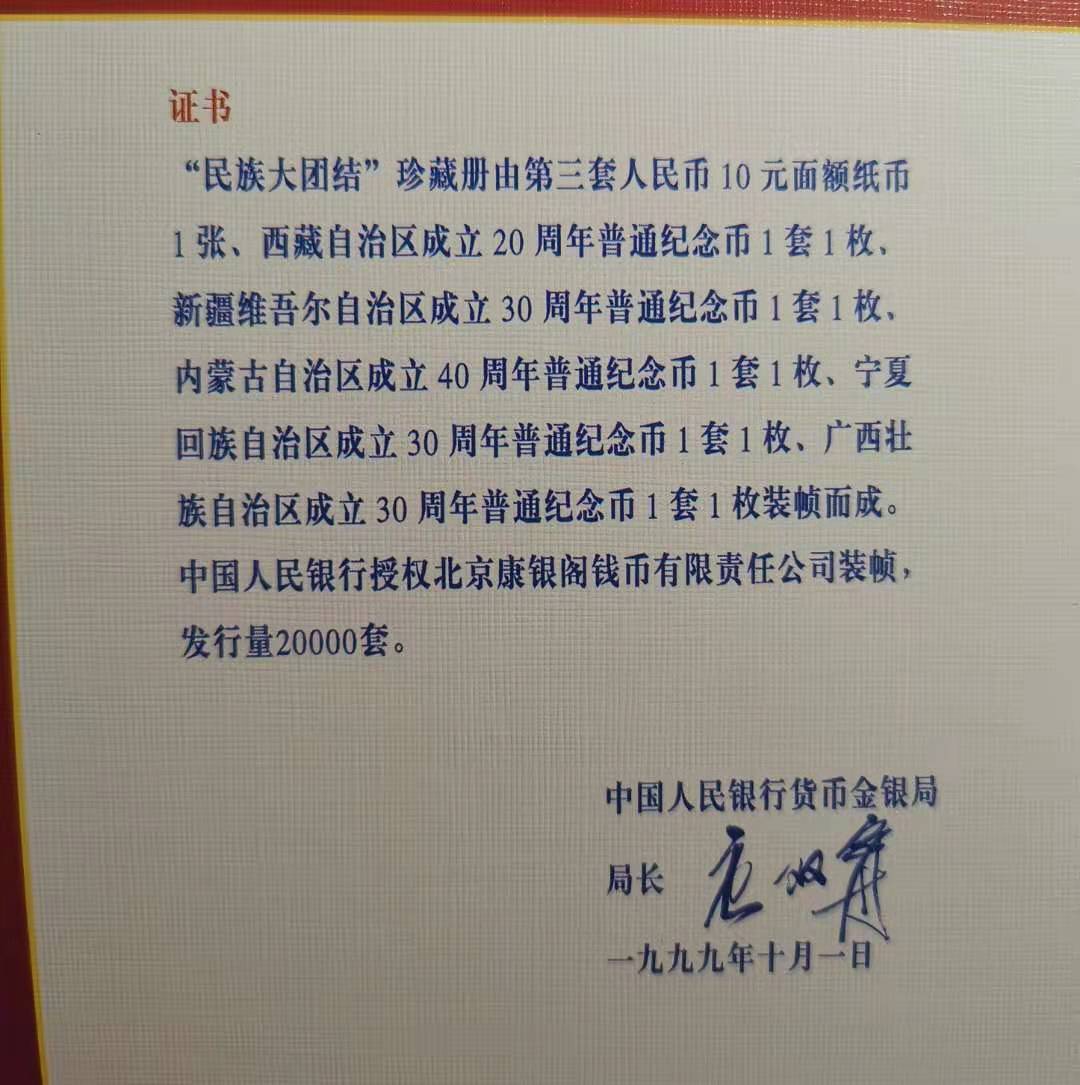 证书
“民族大团结”珍藏册由第三套人民币10元面额纸币
1张、西藏自治区成立20周年普通纪念币1套1枚、
新疆维吾尔自治区成立30周年普通纪念币1套1枚、
内蒙古自治区成立40周年普通纪念币1套1枚、宁夏
回族自治区成立30周年普通纪念币1套1枚、广西壮
族自治区成立30周年普通纪念币1套1枚装帧而成。
中国人民银行授权北京康银阁钱币有限责任公司装帧，
发行量20000套。
中国人民银行货币金银局
局长
一九九九年十月一日